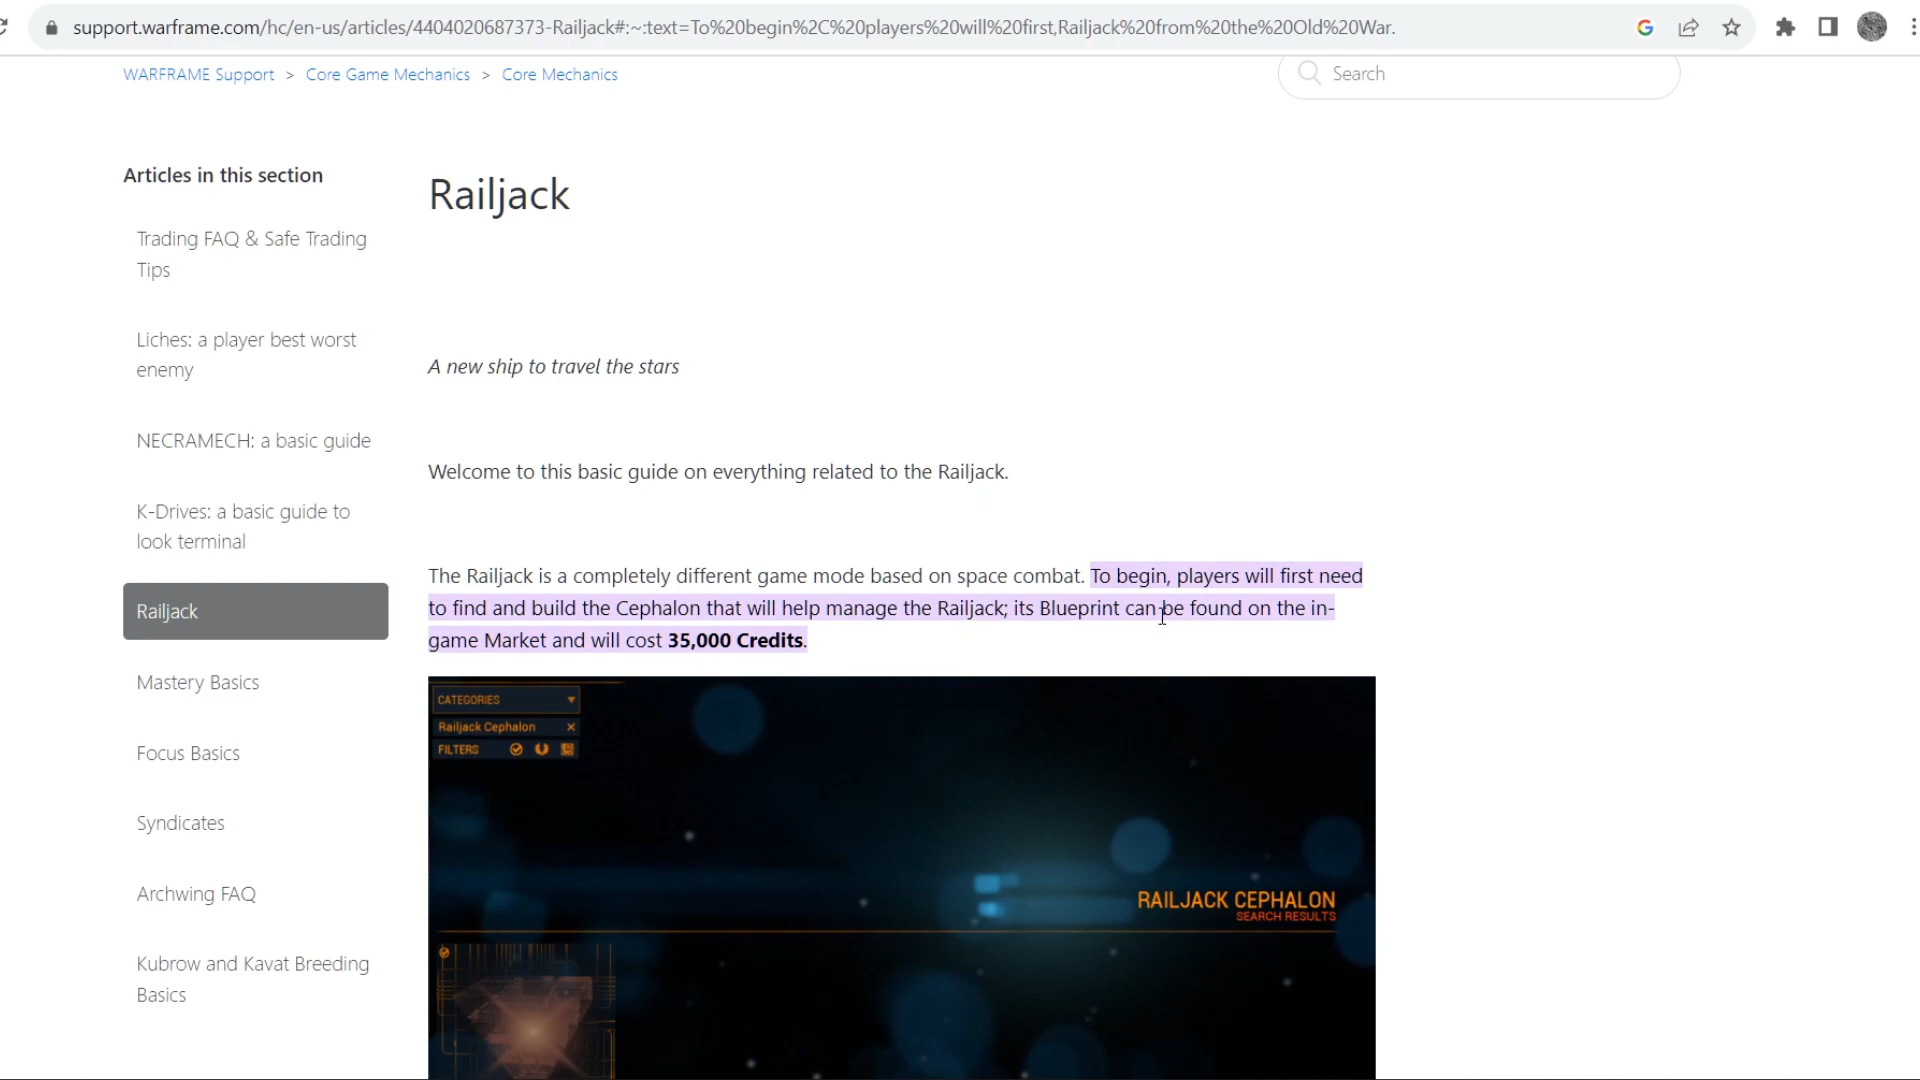 support.warframe.com/hc/en-us/articles/4404020687373-Railjack#:~:text=To%20begin%2C%20players%20will%20first,Railjack%20from%20the%20Old%20War.
WARFRAME Support > Core Game Mechanics > Core Mechanics
Search
Articles in this section
Trading FAQ & Safe Trading
Tips
Liches: a player best worst
enemy
NECRAMECH: a basic guide
K-Drives: a basic guide to
look terminal
Railjack
Mastery Basics
Focus Basics
Syndicates
Archwing FAQ
Kubrow and Kavat Breeding
Basics
Railjack
A new ship to travel the stars
Welcome to this basic guide on everything related to the Railjack.
The Railjack is a completely different game mode based on space combat. To begin, players will first need
to find and build the Cephalon that will help manage the Railjack; its Blueprint can be found on the in-
game Market and will cost 35,000 Credits.
CATEGORIES
Railjack Cephalon
FILTERS
RAILJACK CEPHALON
SEARCH RESULTS